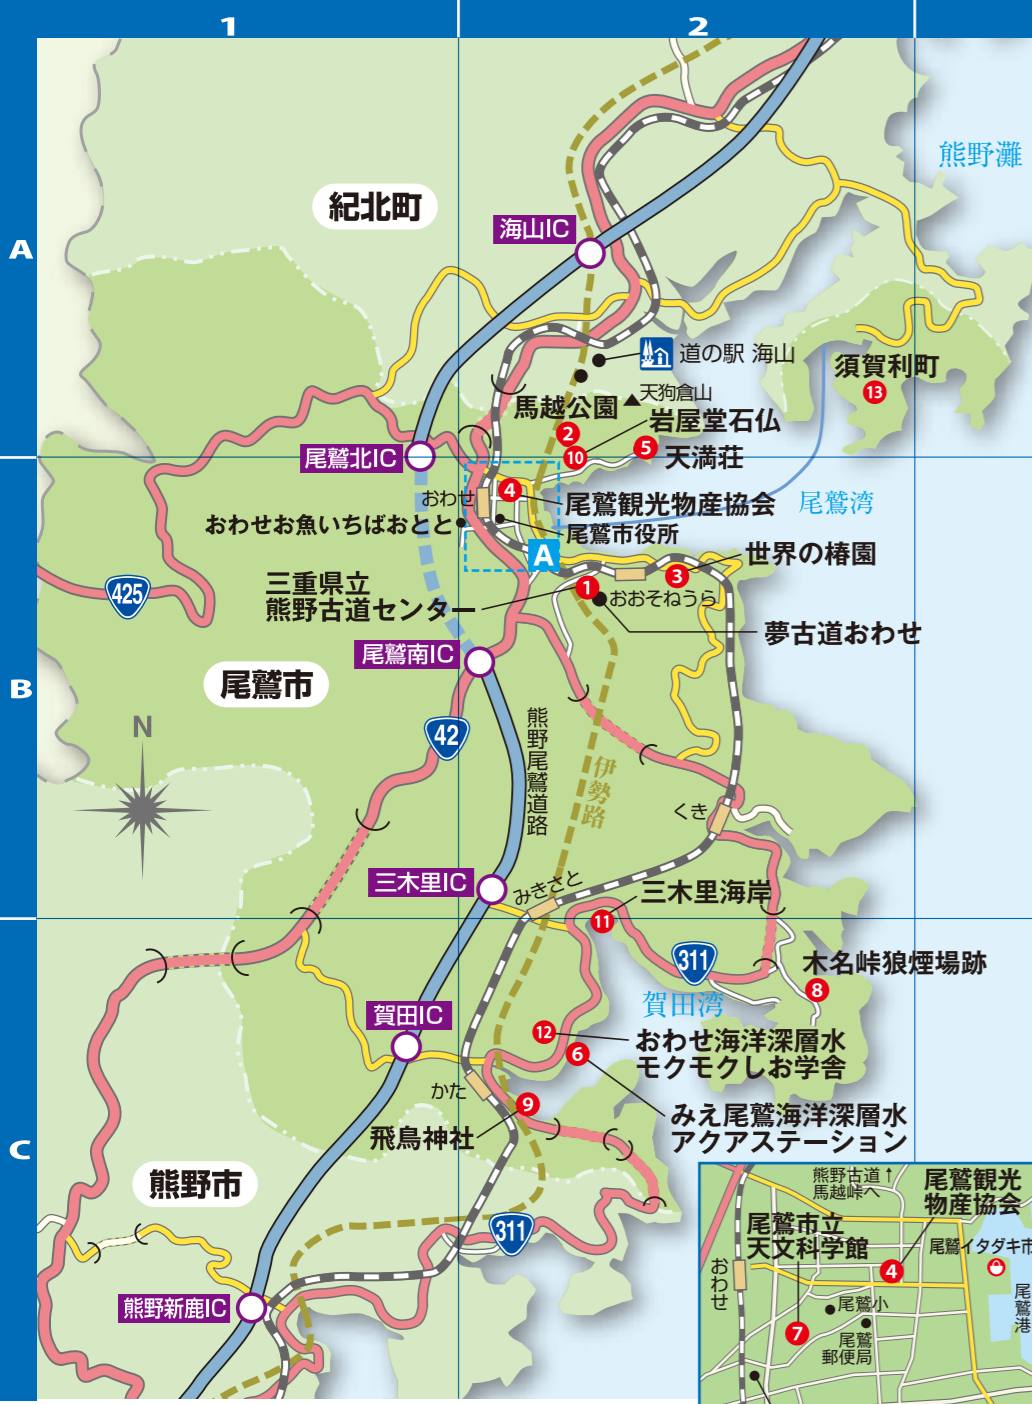 1
2
熊野灘
紀北町
海山IC
A
道の駅 海山
須賀利町
13
天狗倉山
馬越公園
2
岩屋堂石仏
10
5
天満荘
尾鷲北IC
おわせ
4
尾鷲観光物産協会
尾鷲湾
おわせお魚いちばおとと
尾鷲市役所
A
世界の椿園
3
425
三重県立
熊野古道センター
1
おおそねうら
夢古道おわせ
尾鷲南IC
尾鷲市
B
N
42
熊野尾鷲道路
伊勢路
くき
三木里IC
みきさと
三木里海岸
11
311
木名峠狼煙場跡
8
賀田湾
賀田IC
12
おわせ海洋深層水
モクモクしお学舎
6
かた
9
飛鳥神社
みえ尾鷲海洋深層水
アクアステーション
C
熊野市
311
熊野新鹿IC
熊野古道↑
馬越峠へ
尾鷲観光
物産協会
尾鷲市立
天文科学館
尾鷲イタダキ市
おわせ
4
尾鷲港
尾鷲小
7
尾鷲
郵便局